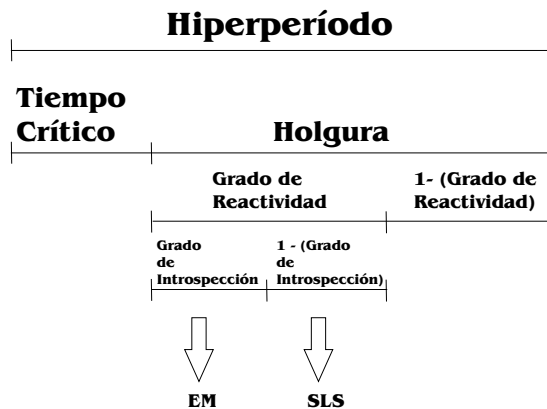 Hiperperíodo
Tiempo
Crítico
Holgura
Grado de
Reactividad
1- (Grado de
Reactividad)
Grado
de
Introspección
1 - (Grado
de
Introspección)
EM
SLS